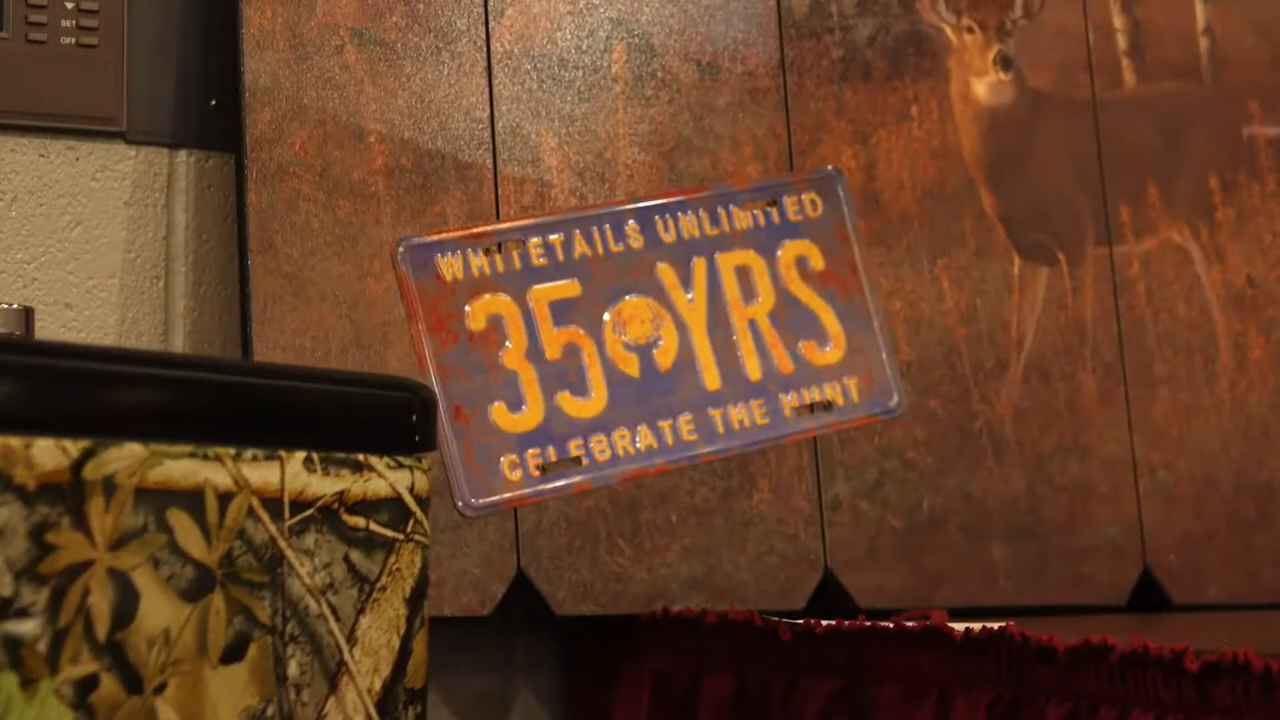 SET
OFF
WHITETAILS UNLIMITED
35 YRS
CELEBRATE THE HUNT